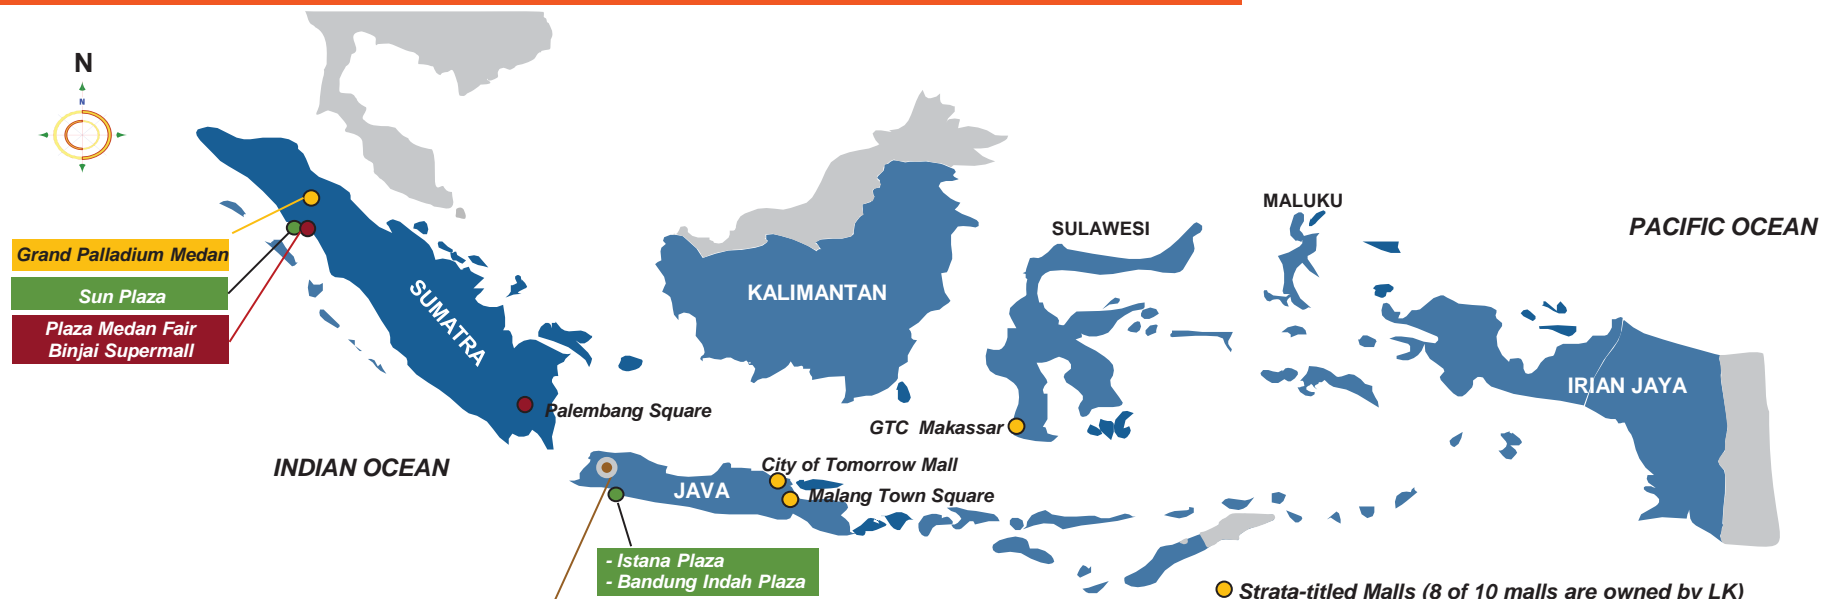 N
N
MALUKU
SULAWESI
PACIFIC OCEAN
Grand Palladium Medan
Sun Plaza
Plaza Medan Fair
Binjai Supermall
SUMATRA
KALIMANTAN
IRIAN JAYA
Palembang Square
GTC Makassar
INDIAN OCEAN
City of Tomorrow Mall
JAVA
Malang Town Square
- Istana Plaza
- Bandung Indah Plaza
Strata-titled Malls (8 of 10 malls are owned by LK)